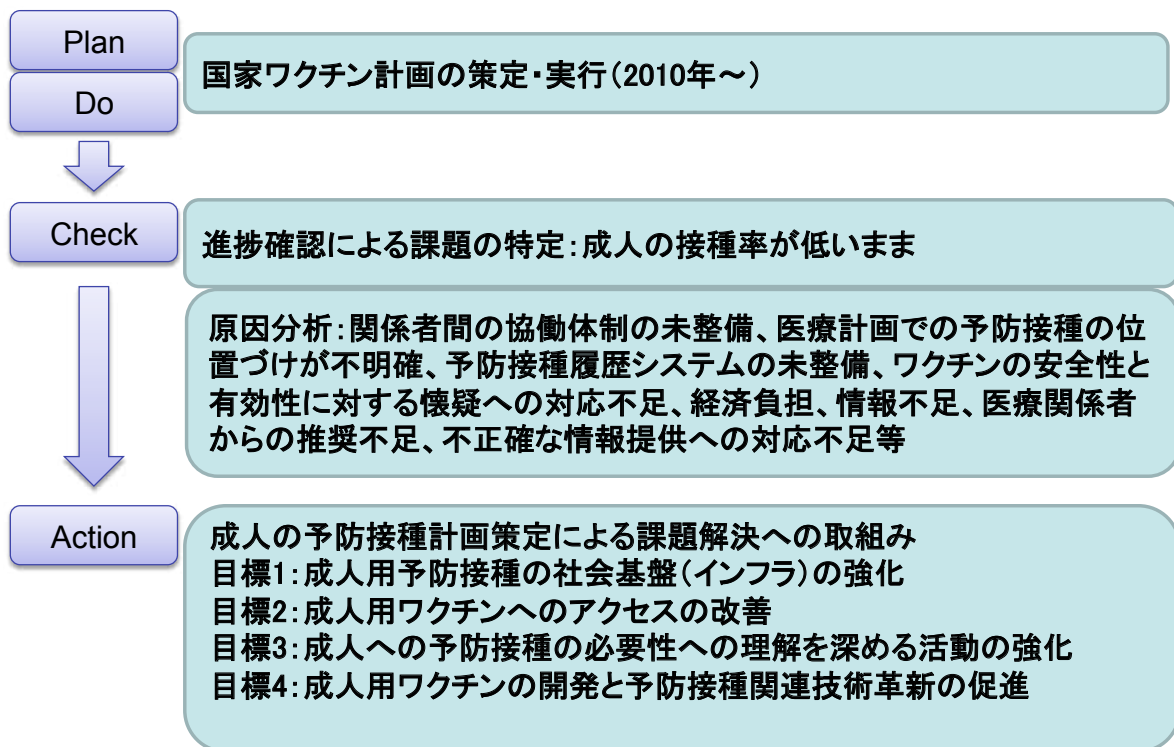 Plan
Do
国家ワクチン計画の策定・実行（2010年～）
Check
進捗確認による課題の特定：成人の接種率が低いまま
原因分析：関係者間の協働体制の未整備、医療計画での予防接種の位
置づけが不明確、予防接種履歴システムの未整備、ワクチンの安全性と
有効性に対する懐疑への対応不足、経済負担、情報不足、医療関係者
からの推奨不足、不正確な情報提供への対応不足等
Action
成人の予防接種計画策定による課題解決への取組み
目標1：成人用予防接種の社会基盤（インフラ）の強化
目標2：成人用ワクチンへのアクセスの改善
目標3：成人への予防接種の必要性への理解を深める活動の強化
目標4：成人用ワクチンの開発と予防接種関連技術革新の促進